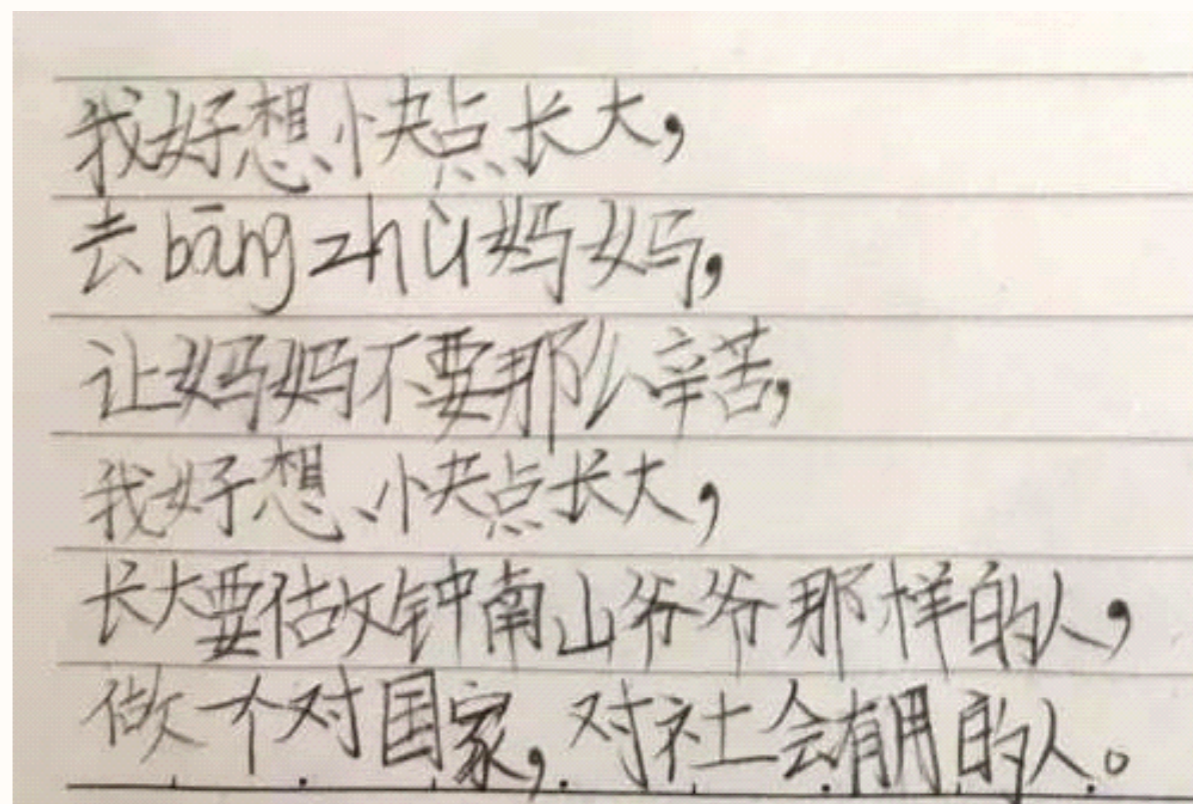 我好想快点长大，
去bāng zhù妈妈，
让妈妈不要那么辛苦，
我好想快点长大，
长大要做钟南山爷爷那样的人，
做一个对国家，对社会有用的人。